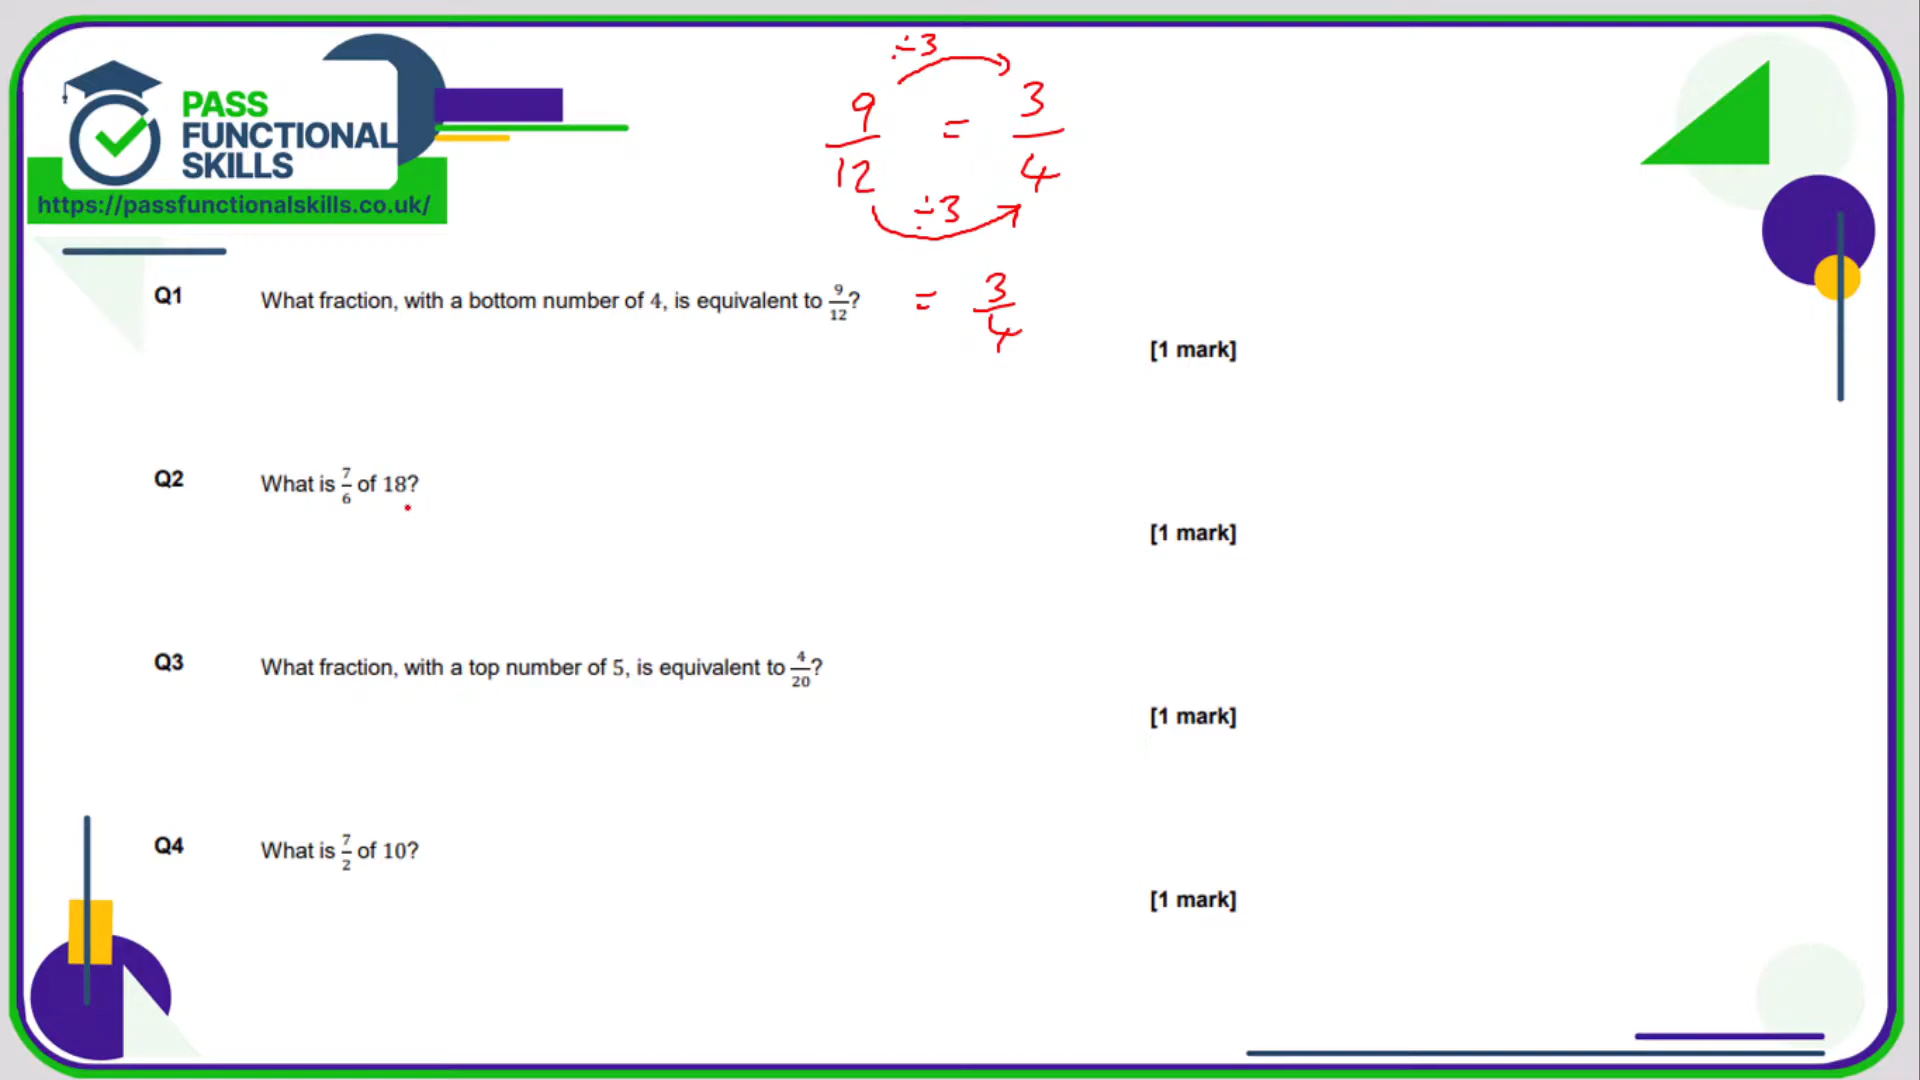 PASS
FUNCTIONAL
SKILLS
https://passfunctionalskills.co.uk/
÷3
9/12 = 3/4
÷3
Q1 What fraction, with a bottom number of 4, is equivalent to 9/12? = 3/4
[1 mark]
Q2 What is 7/6 of 18?
[1 mark]
Q3 What fraction, with a top number of 5, is equivalent to 4/20?
[1 mark]
Q4 What is 7/2 of 10?
[1 mark]